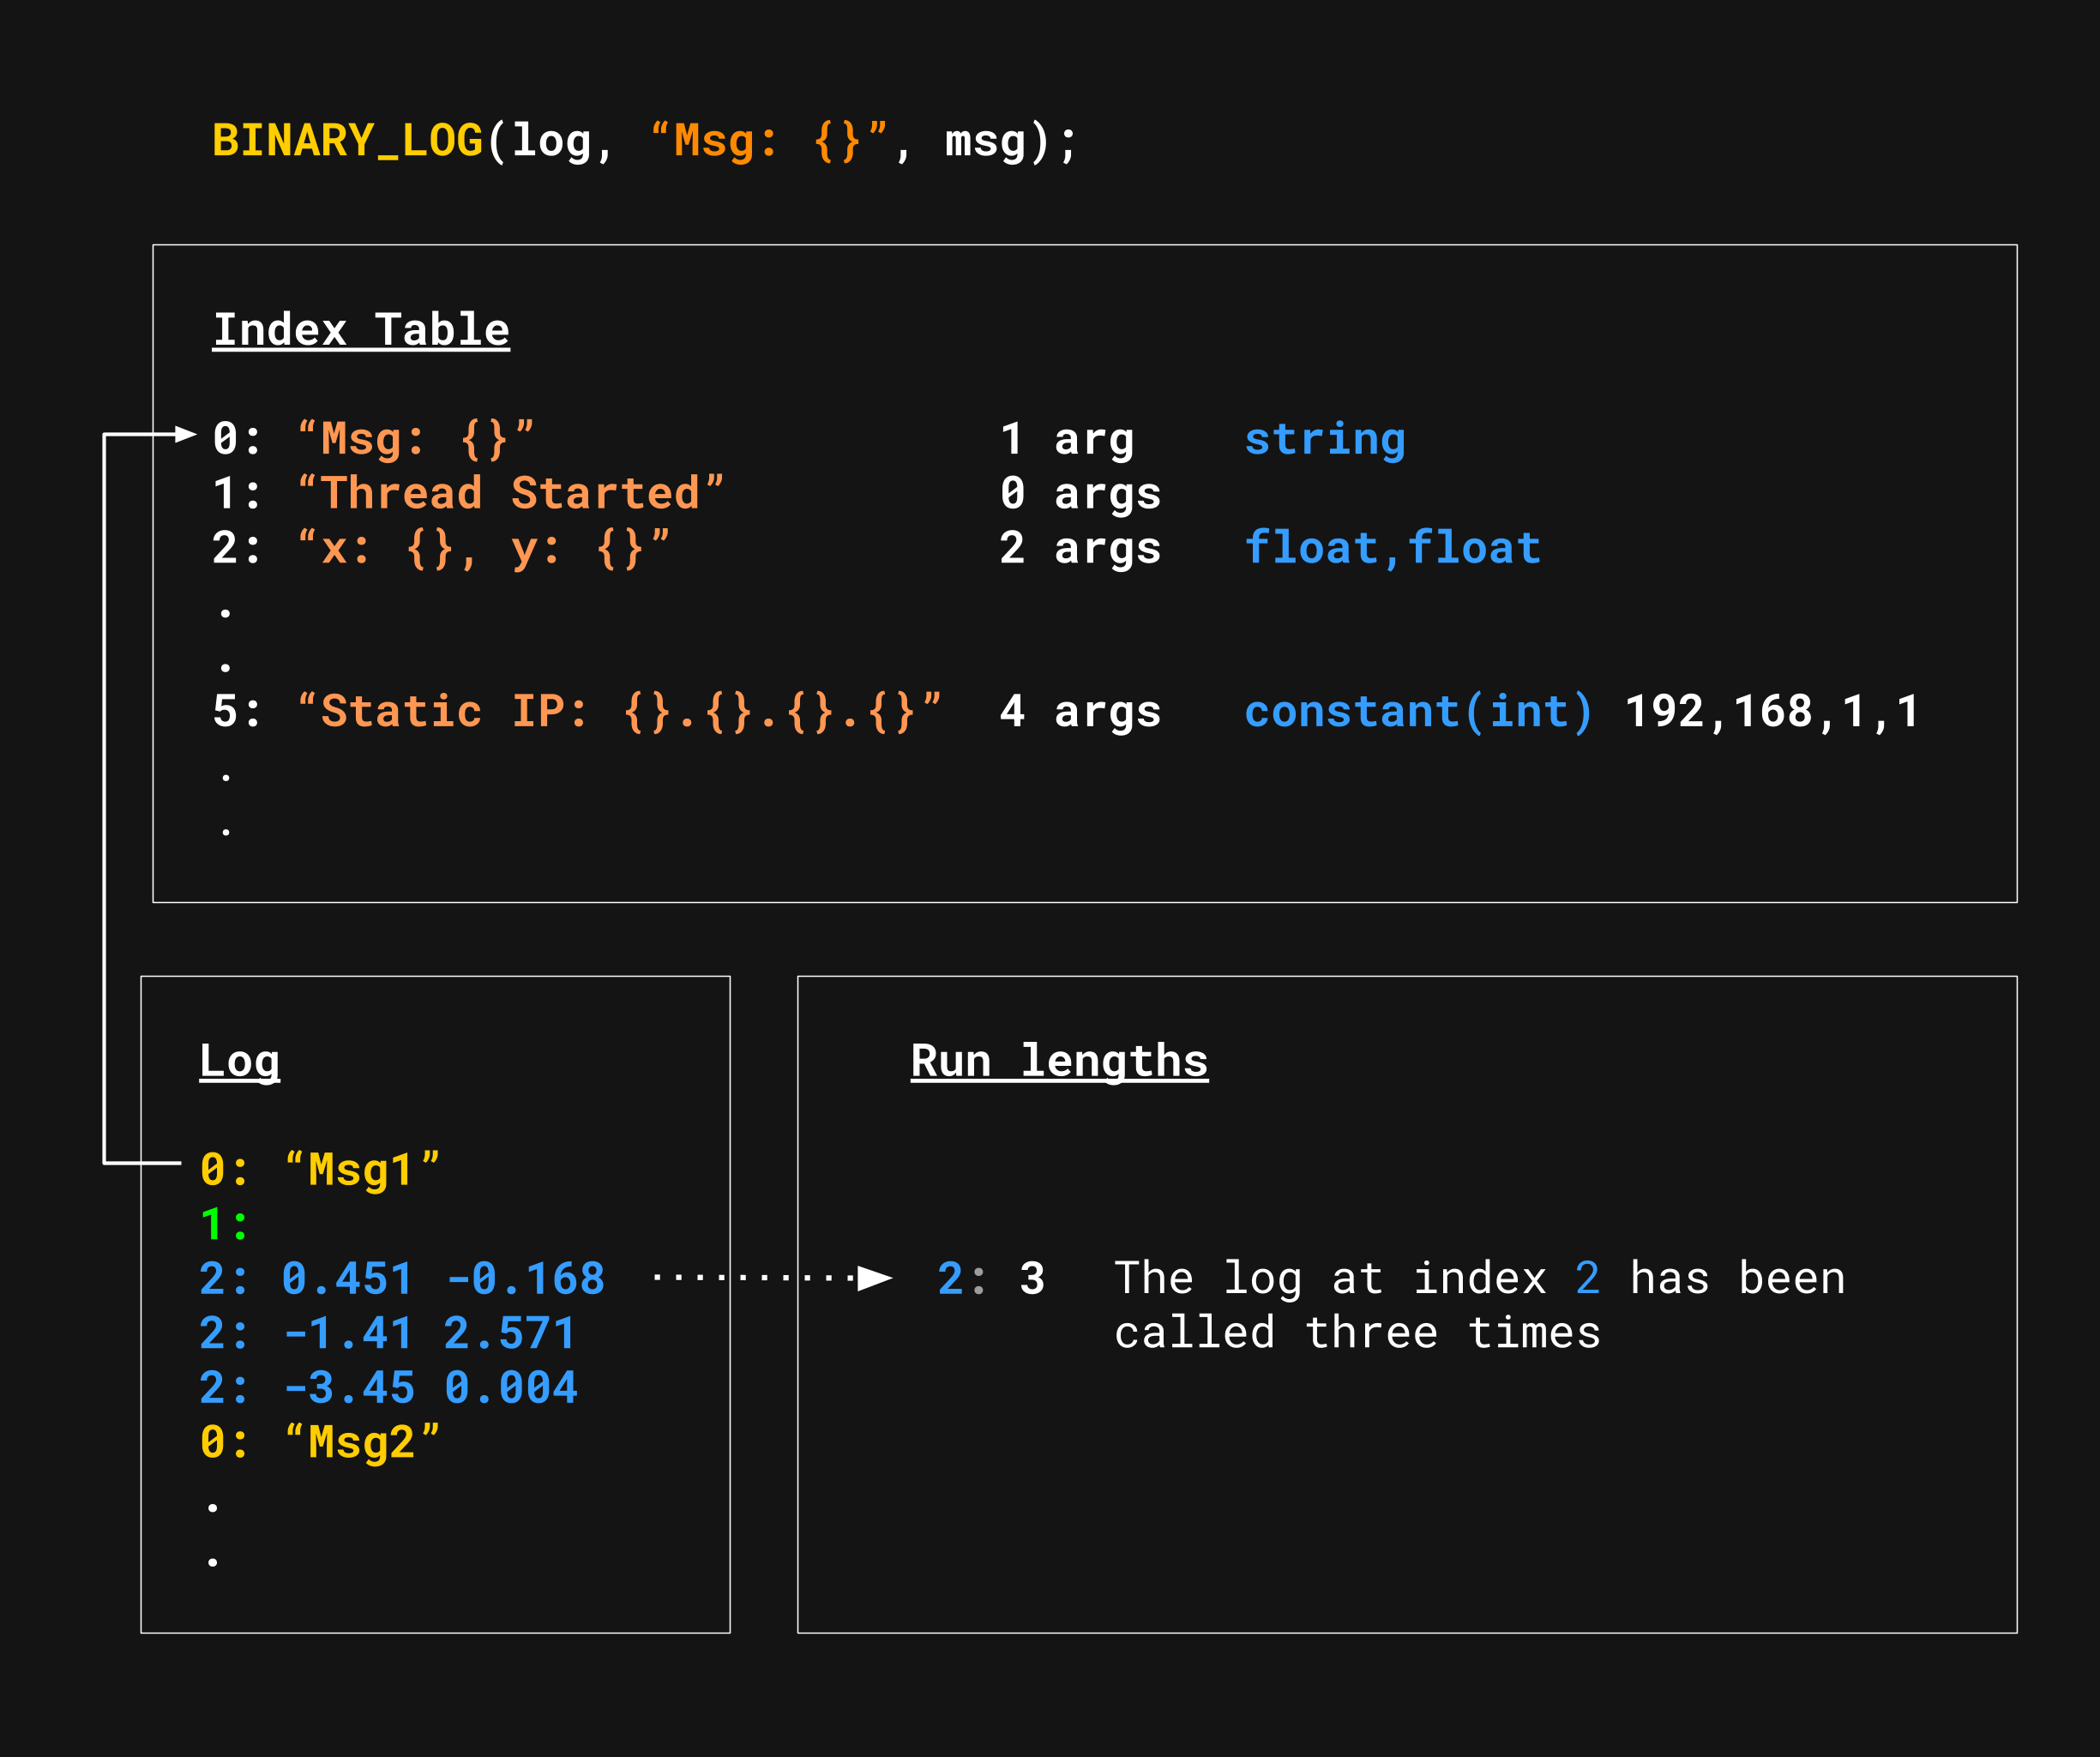 BINARY_LOG(log, “Msg: {}”, msg);
Index Table
0: “Msg: {}” 1 arg string
1: “Thread Started” 0 args
2: “x: {}, y: {}” 2 args float,float
.
.
5: “Static IP: {}.{}.{}.{}” 4 args constant(int) 192,168,1,1
.
.
Log
0: “Msg1”
1:
2: 0.451 -0.168
2: -1.41 2.571
2: -3.45 0.004
0: “Msg2”
.
.
Run lengths
2: 3 The log at index 2 has been
called three times